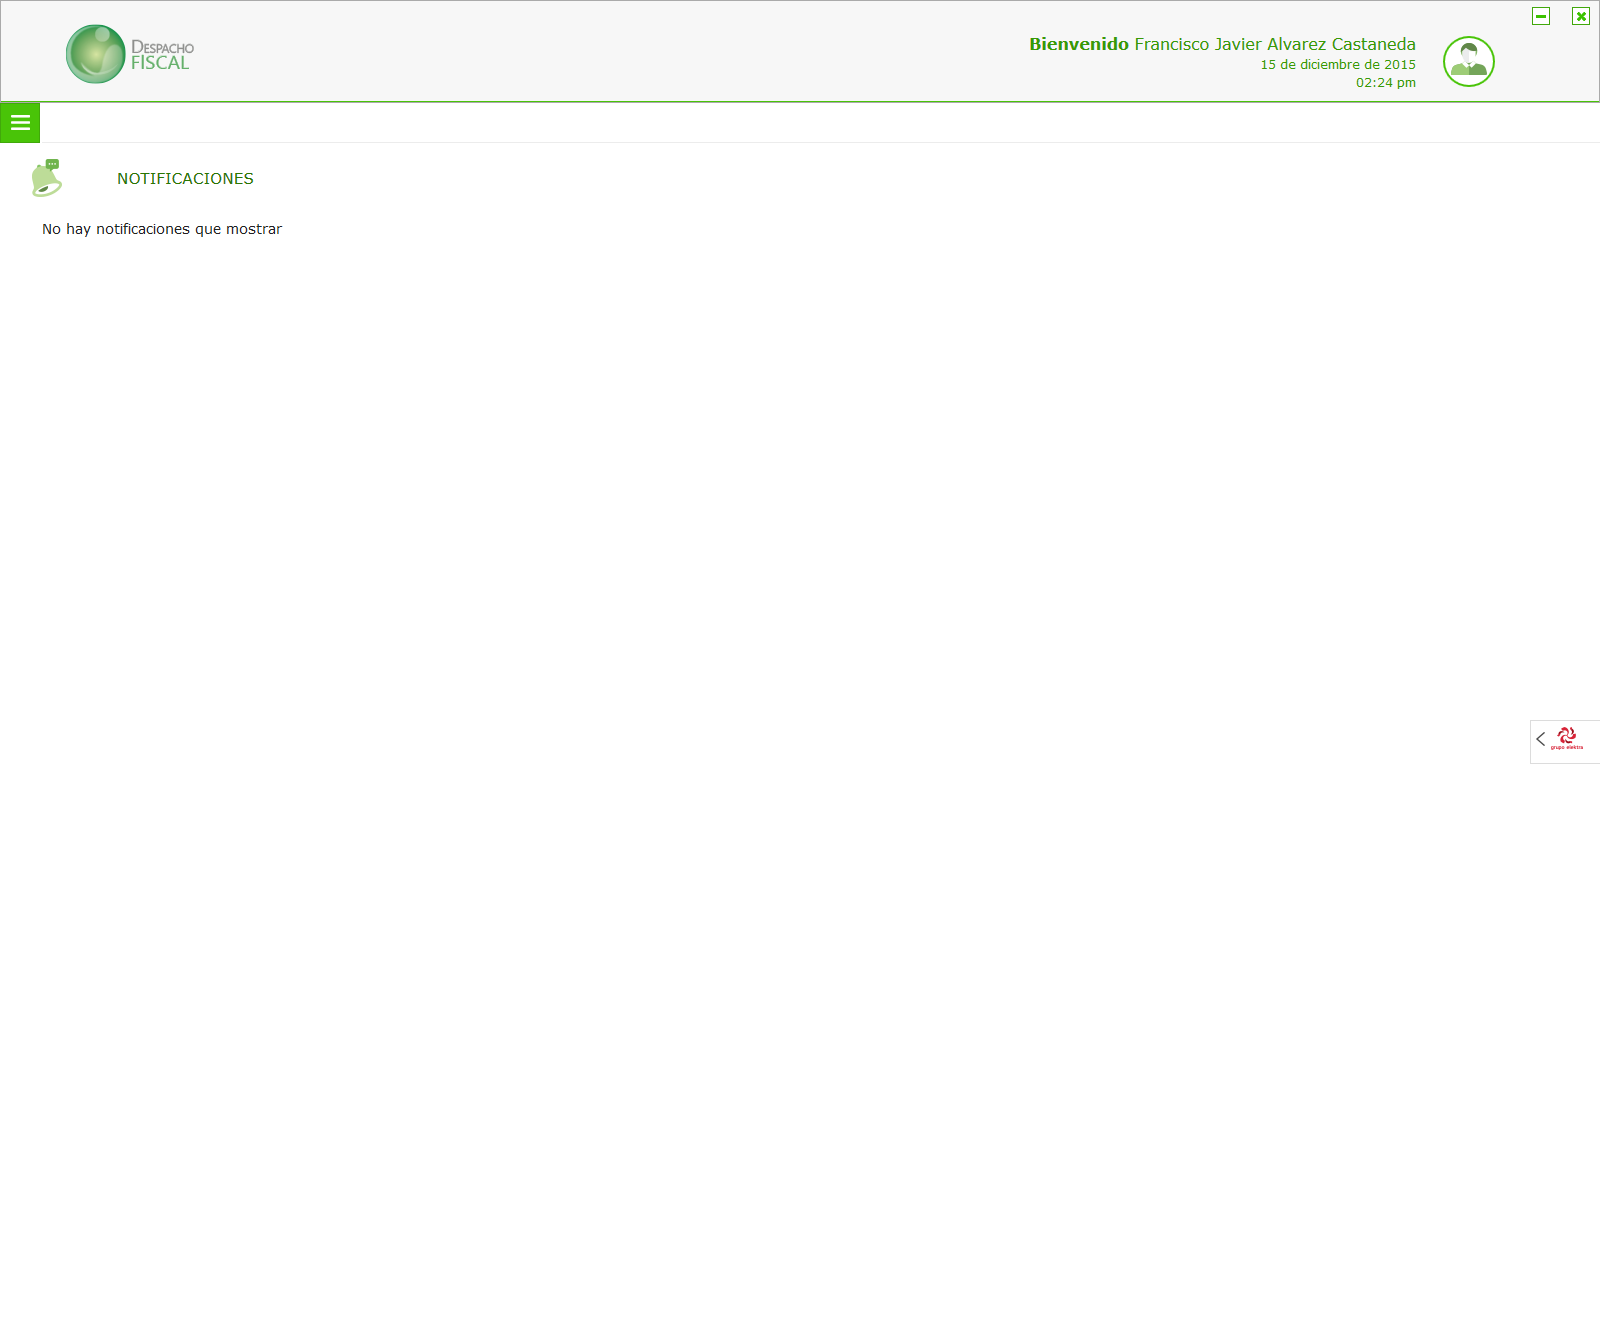 DESPACHO
FISCAL
Bienvenido Francisco Javier Alvarez Castaneda
15 de diciembre de 2015
02:24 pm
NOTIFICACIONES
No hay notificaciones que mostrar
grupo elektra